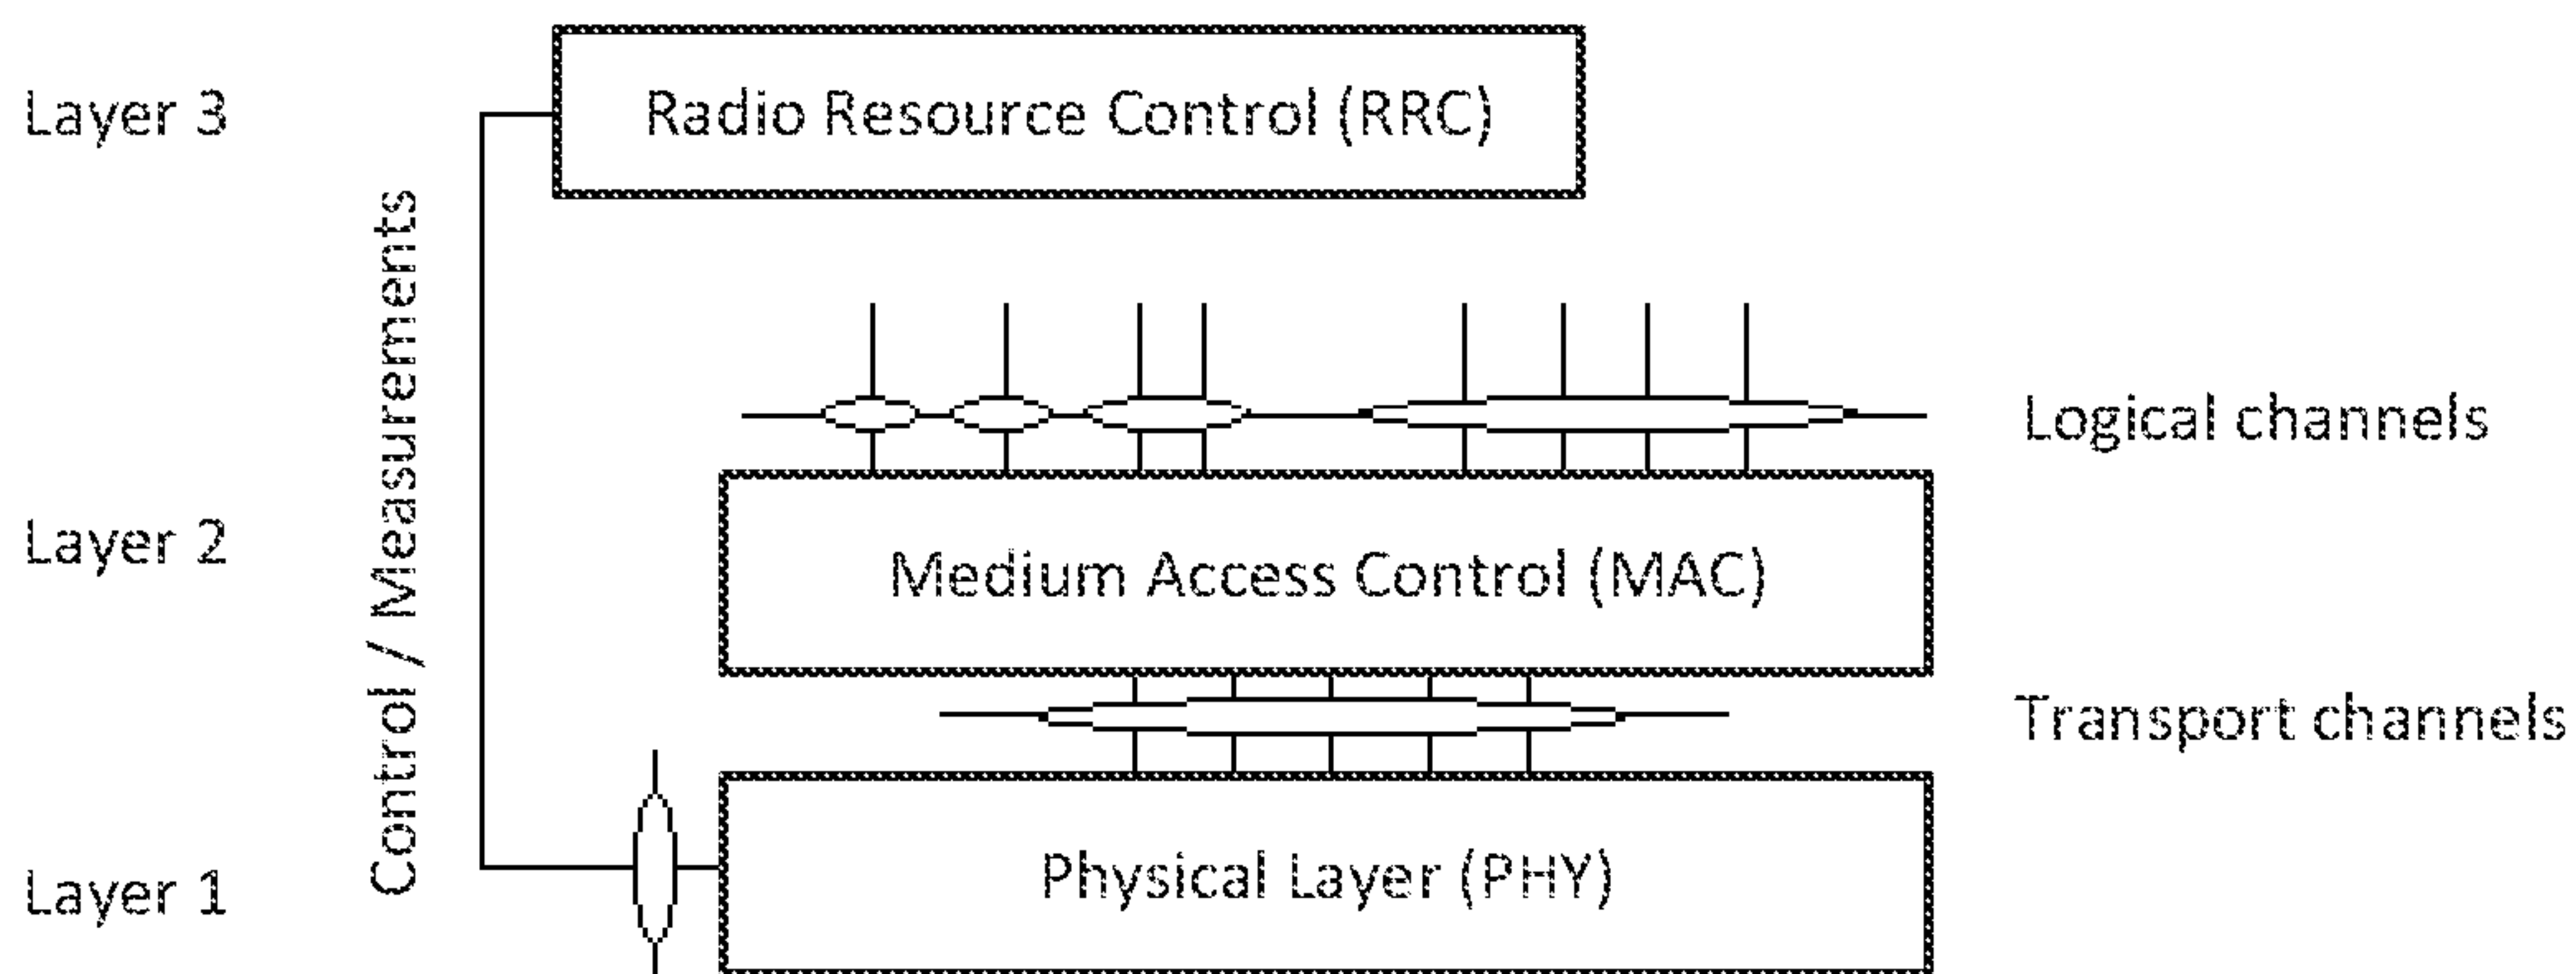 Layer 3
Radio Resource Control (RRC)
Control / Measurements
Logical channels
Layer 2
Medium Access Control (MAC)
Transport channels
Layer 1
Physical Layer (PHY)